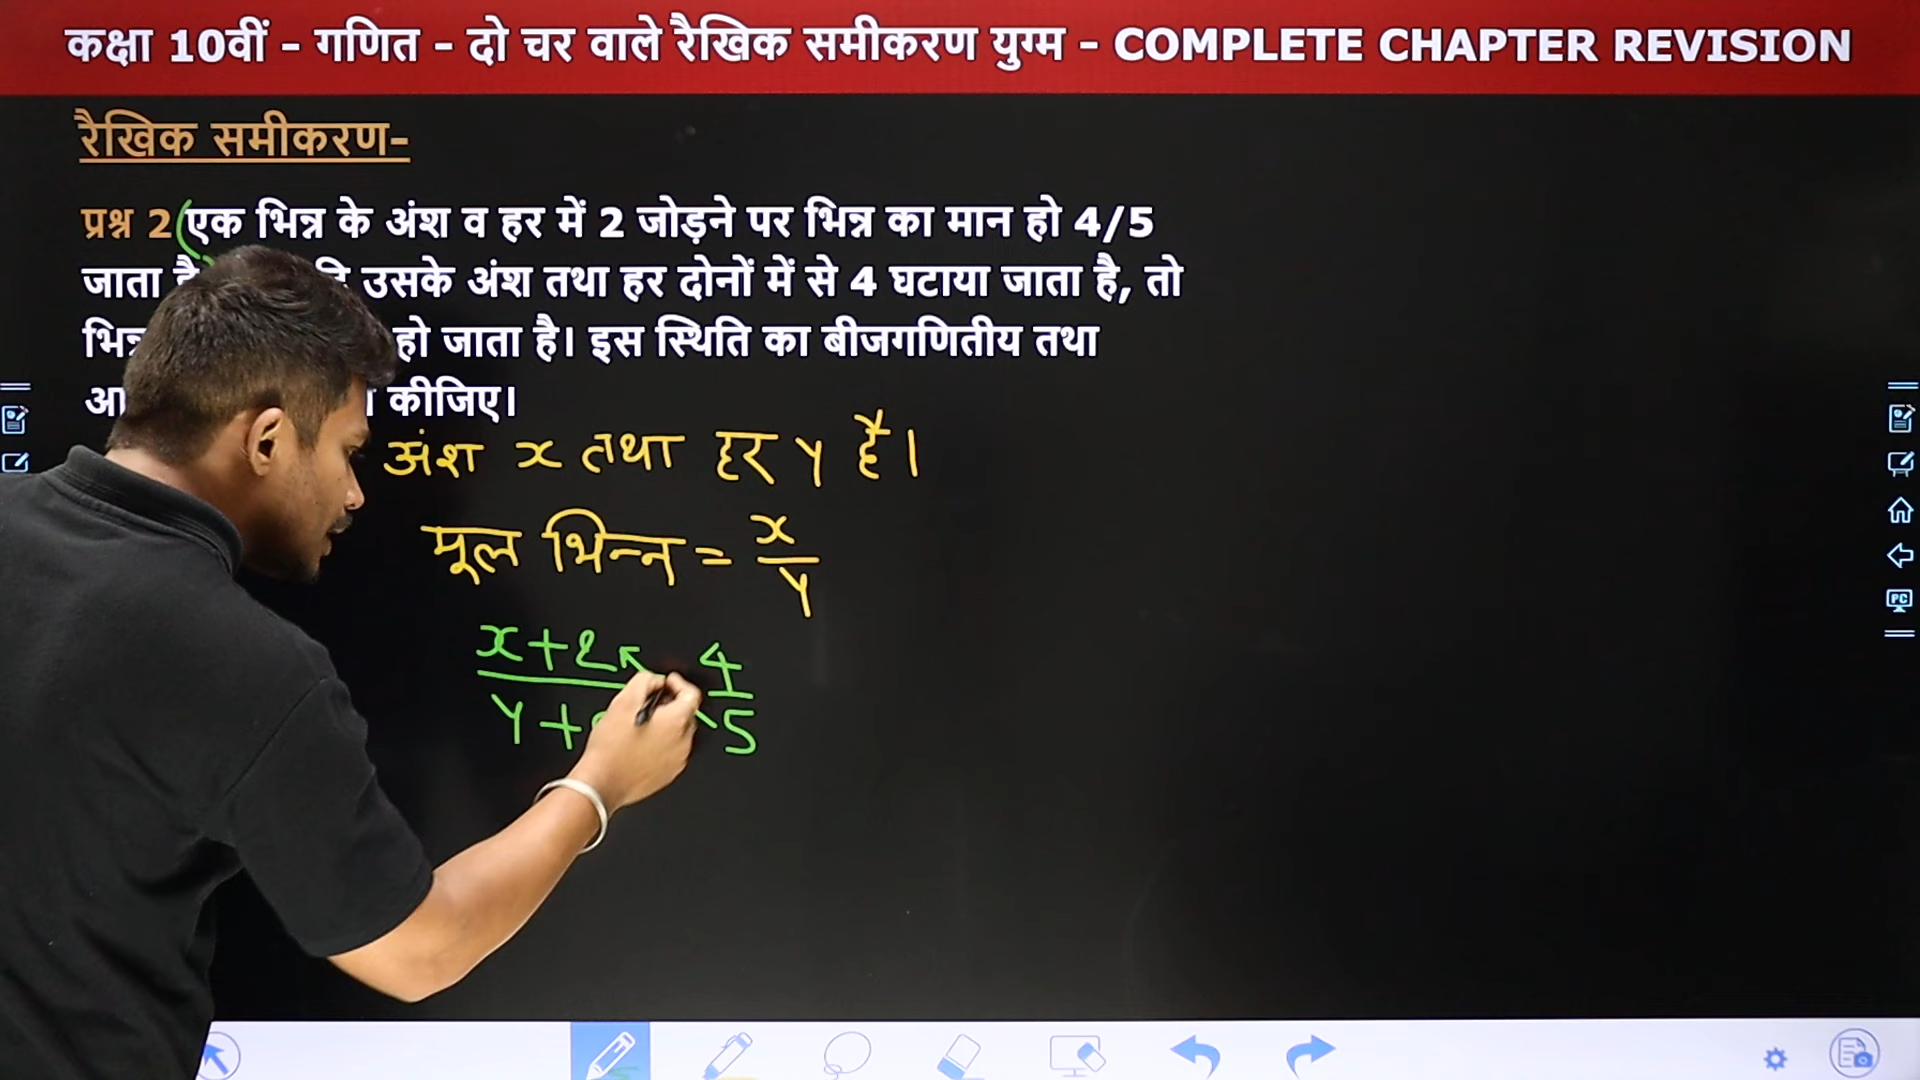 कक्षा 10वीं - गणित - दो चर वाले रैखिक समीकरण युग्म - COMPLETE CHAPTER REVISION
रैखिक समीकरण-
प्रश्न 2 एक भिन्न के अंश व हर में 2 जोड़ने पर भिन्न का मान हो 4/5
जाता है उसके अंश तथा हर दोनों में से 4 घटाया जाता है, तो
हो जाता है। इस स्थिति का बीजगणितीय तथा
कीजिए।
अंश x तथा हर y है।
मूल भिन्न = x/y
x+2 4
y+ 5
PC